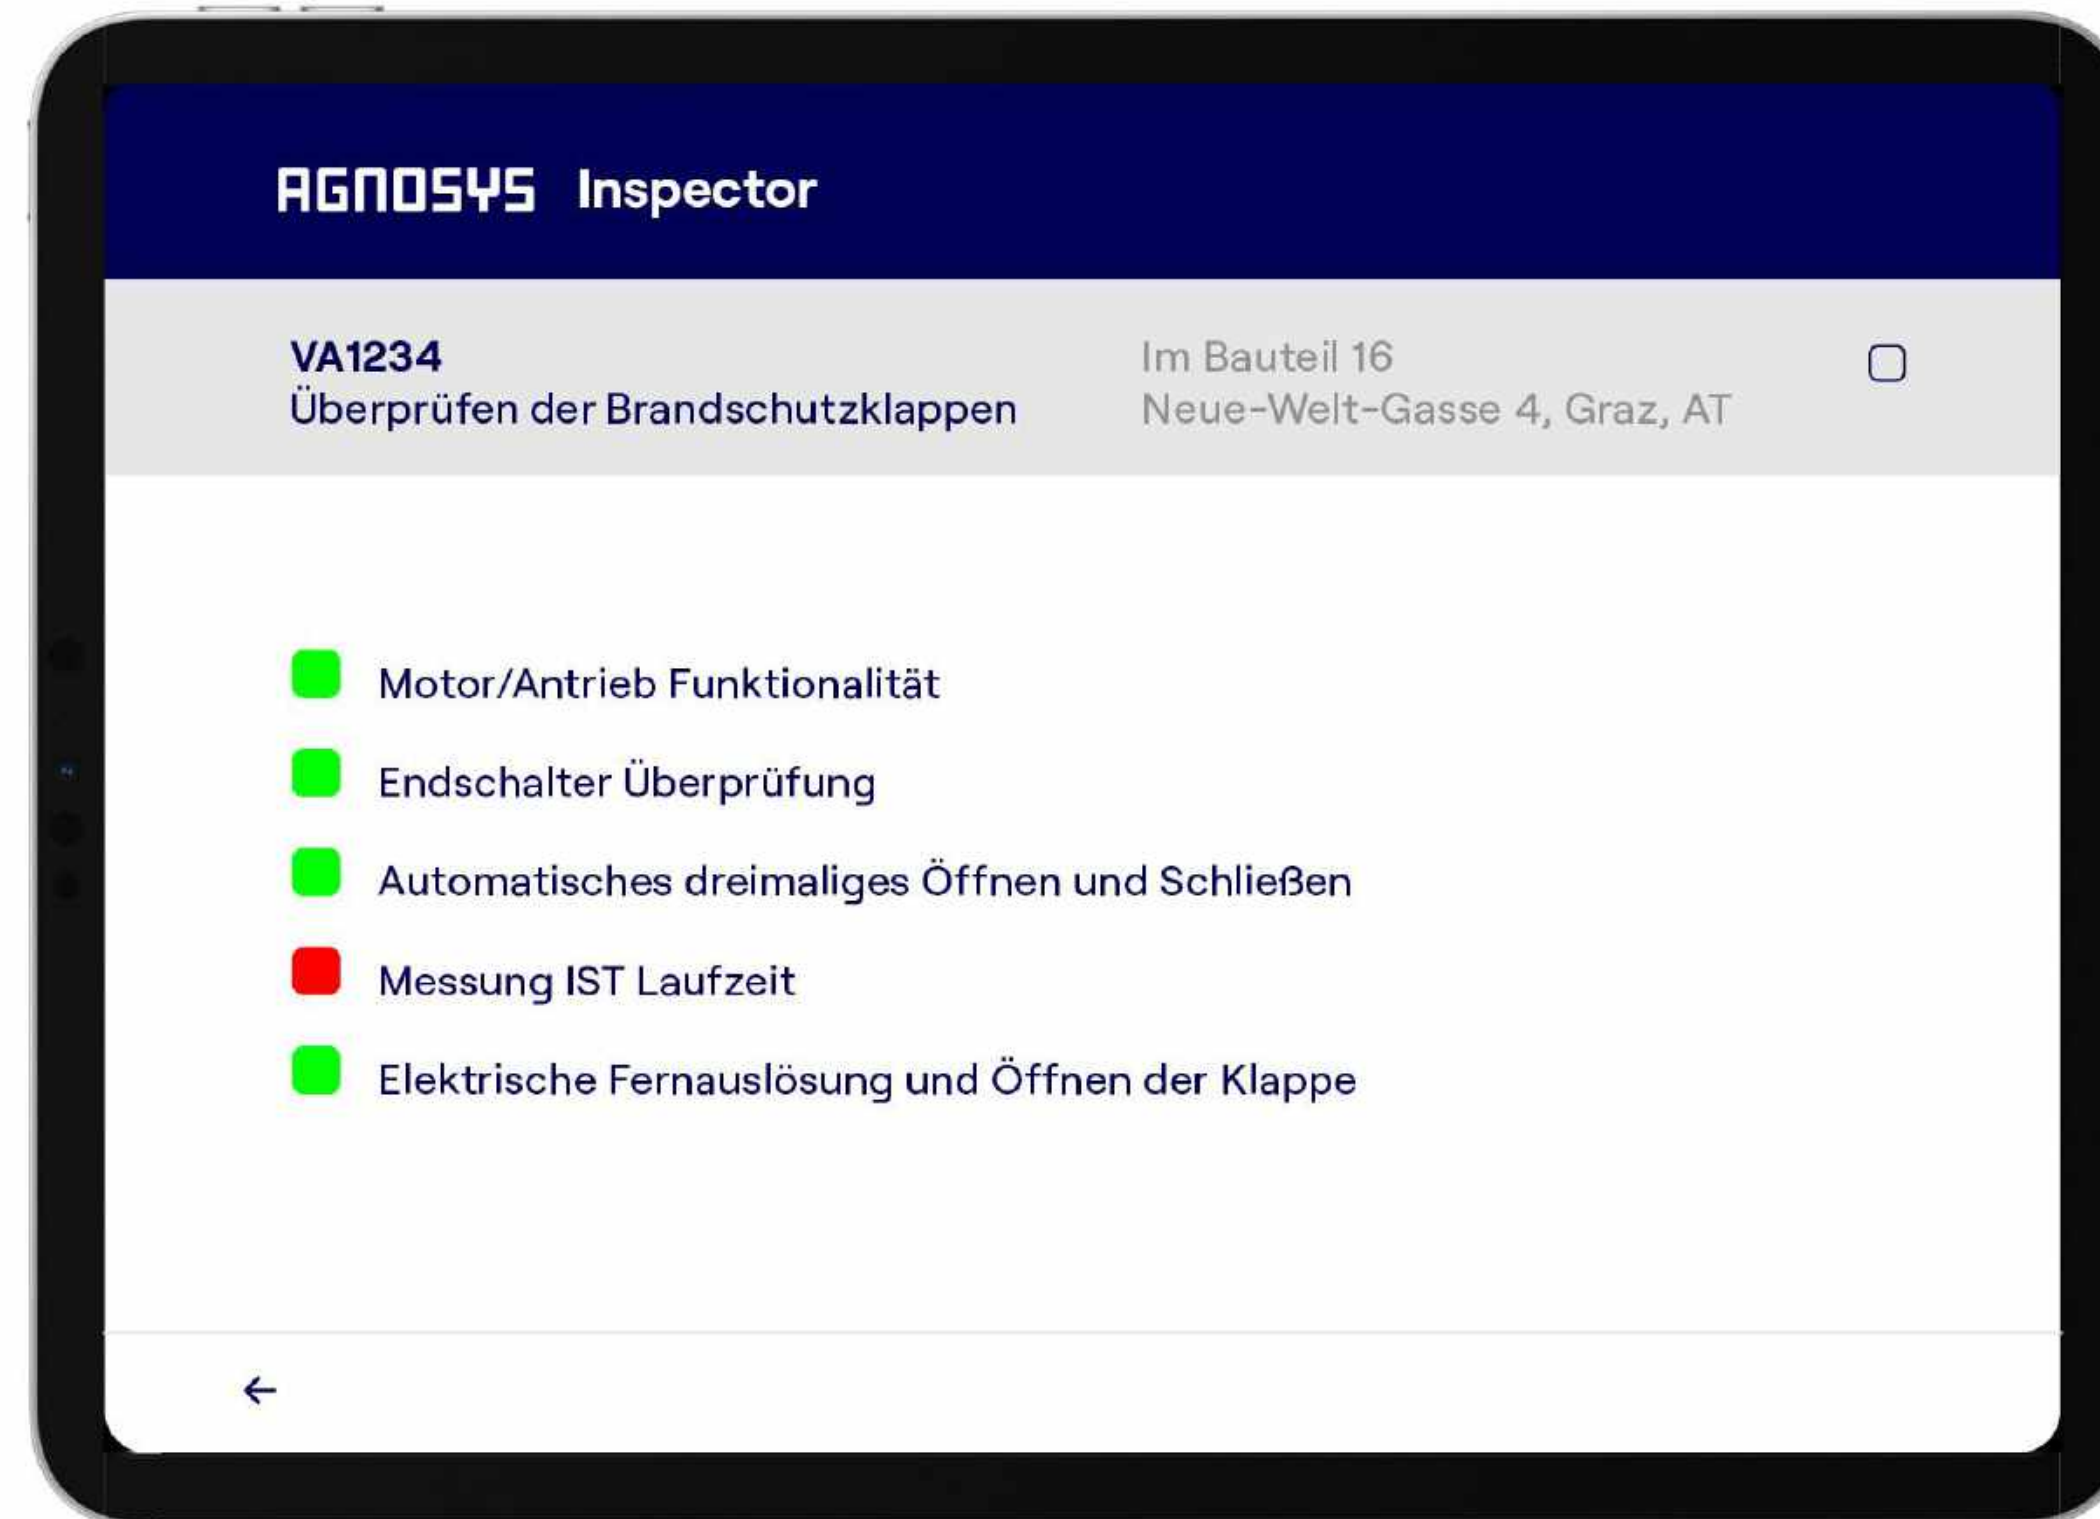 AGNOSYS Inspector
VA1234
Überprüfen der Brandschutzklappen
Im Bauteil 16
Neue-Welt-Gasse 4, Graz, AT
Motor/Antrieb Funktionalität
Endschalter Überprüfung
Automatisches dreimaliges Öffnen und Schließen
Messung IST Laufzeit
Elektrische Fernauslösung und Öffnen der Klappe